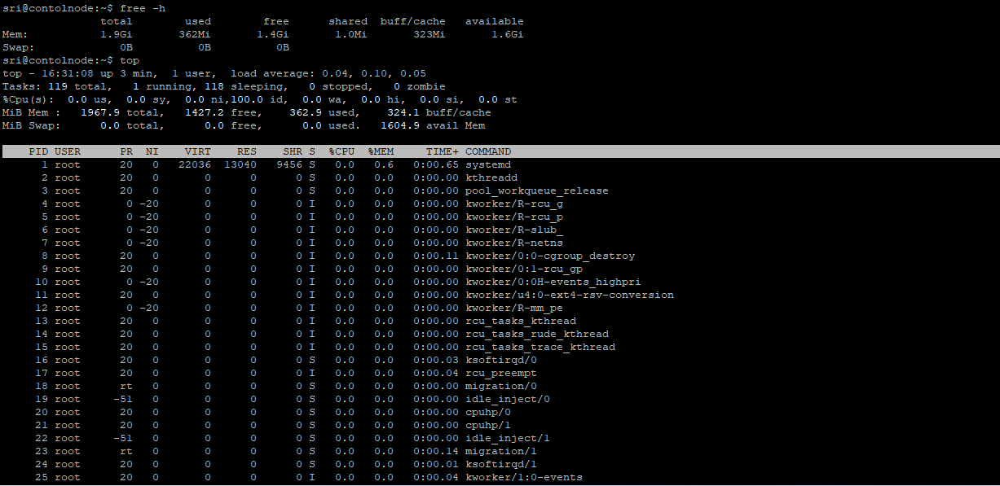 sri@contolnode:~$ free -h
               total        used        free      shared  buff/cache   available
Mem:           1.9Gi       362Mi       1.4Gi       1.0Mi       323Mi       1.6Gi
Swap:             0B          0B          0B
sri@contolnode:~$ top
top - 16:31:08 up 3 min,  1 user,  load average: 0.04, 0.10, 0.05
Tasks: 119 total,   1 running, 118 sleeping,   0 stopped,   0 zombie
%Cpu(s):  0.0 us,  0.0 sy,  0.0 ni,100.0 id,  0.0 wa,  0.0 hi,  0.0 si,  0.0 st
MiB Mem :   1967.9 total,   1427.2 free,    362.9 used,    324.1 buff/cache
MiB Swap:      0.0 total,      0.0 free,      0.0 used.   1604.9 avail Mem
    PID USER      PR  NI    VIRT    RES    SHR S  %CPU  %MEM     TIME+ COMMAND
      1 root      20   0   22036  13040   9456 S   0.0   0.6   0:00.65 systemd
      2 root      20   0       0      0      0 S   0.0   0.0   0:00.00 kthreadd
      3 root      20   0       0      0      0 S   0.0   0.0   0:00.00 pool_workqueue_release
      4 root       0 -20       0      0      0 I   0.0   0.0   0:00.00 kworker/R-rcu_g
      5 root       0 -20       0      0      0 I   0.0   0.0   0:00.00 kworker/R-rcu_p
      6 root       0 -20       0      0      0 I   0.0   0.0   0:00.00 kworker/R-slub_
      7 root       0 -20       0      0      0 I   0.0   0.0   0:00.00 kworker/R-netns
      8 root      20   0       0      0      0 I   0.0   0.0   0:00.11 kworker/0:0-cgroup_destroy
      9 root      20   0       0      0      0 I   0.0   0.0   0:00.00 kworker/0:1-rcu_gp
     10 root       0 -20       0      0      0 I   0.0   0.0   0:00.00 kworker/0:0H-events_highpri
     11 root      20   0       0      0      0 I   0.0   0.0   0:00.00 kworker/u4:0-ext4-rsv-conversion
     12 root       0 -20       0      0      0 I   0.0   0.0   0:00.00 kworker/R-mm_pe
     13 root      20   0       0      0      0 I   0.0   0.0   0:00.00 rcu_tasks_kthread
     14 root      20   0       0      0      0 I   0.0   0.0   0:00.00 rcu_tasks_rude_kthread
     15 root      20   0       0      0      0 I   0.0   0.0   0:00.00 rcu_tasks_trace_kthread
     16 root      20   0       0      0      0 S   0.0   0.0   0:00.03 ksoftirqd/0
     17 root      20   0       0      0      0 I   0.0   0.0   0:00.04 rcu_preempt
     18 root      rt   0       0      0      0 S   0.0   0.0   0:00.00 migration/0
     19 root     -51   0       0      0      0 S   0.0   0.0   0:00.00 idle_inject/0
     20 root      20   0       0      0      0 S   0.0   0.0   0:00.00 cpuhp/0
     21 root      20   0       0      0      0 S   0.0   0.0   0:00.00 cpuhp/1
     22 root     -51   0       0      0      0 S   0.0   0.0   0:00.00 idle_inject/1
     23 root      rt   0       0      0      0 S   0.0   0.0   0:00.14 migration/1
     24 root      20   0       0      0      0 S   0.0   0.0   0:00.01 ksoftirqd/1
     25 root      20   0       0      0      0 I   0.0   0.0   0:00.04 kworker/1:0-events